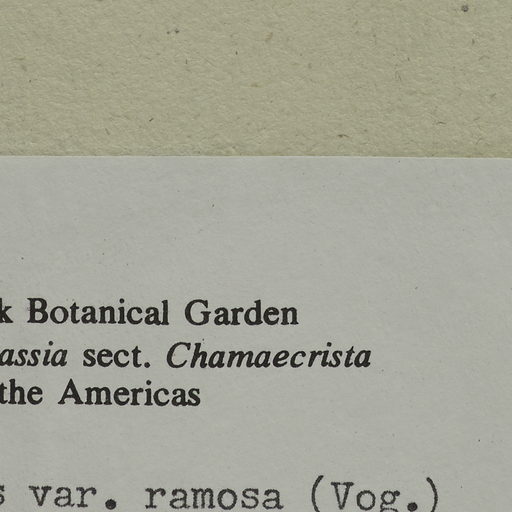 k Botanical Garden
assia sect. Chamaecrista
the Americas
s var. ramosa (Vog.)